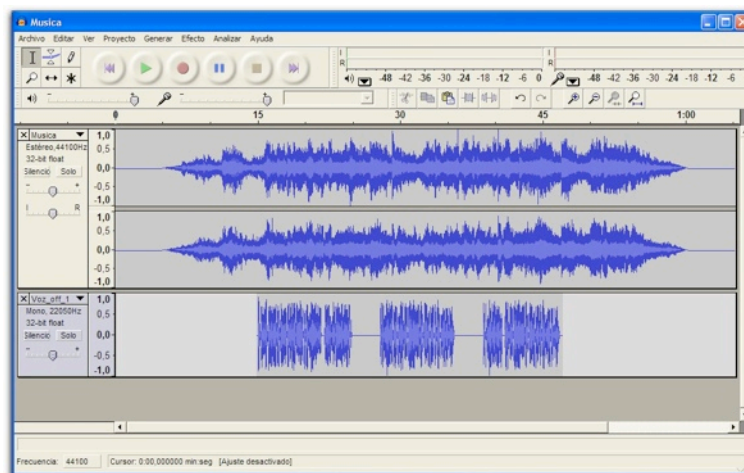 Musica
Archivo Editar Ver Proyecto Generar Efecto Analizar Ayuda
I
R
-48 -42 -36 -30 -24 -18 -12 -6 0
I
R
-48 -42 -36 -30 -24 -18 -12 -6
0 15 30 45 1:00
Musica
Estéreo,44100Hz
32-bit float
Silencio Solo
- +
I R
1,0
0,5
0,0
-0,5
-1,0
1,0
0,5
0,0
-0,5
-1,0
Voz_off_1
Mono, 22050Hz
32-bit float
Silencio Solo
- +
1,0
0,5
0,0
-0,5
-1,0
Frecuencia: 44100 Cursor: 0:00,000000 min:seg [Ajuste desactivado]